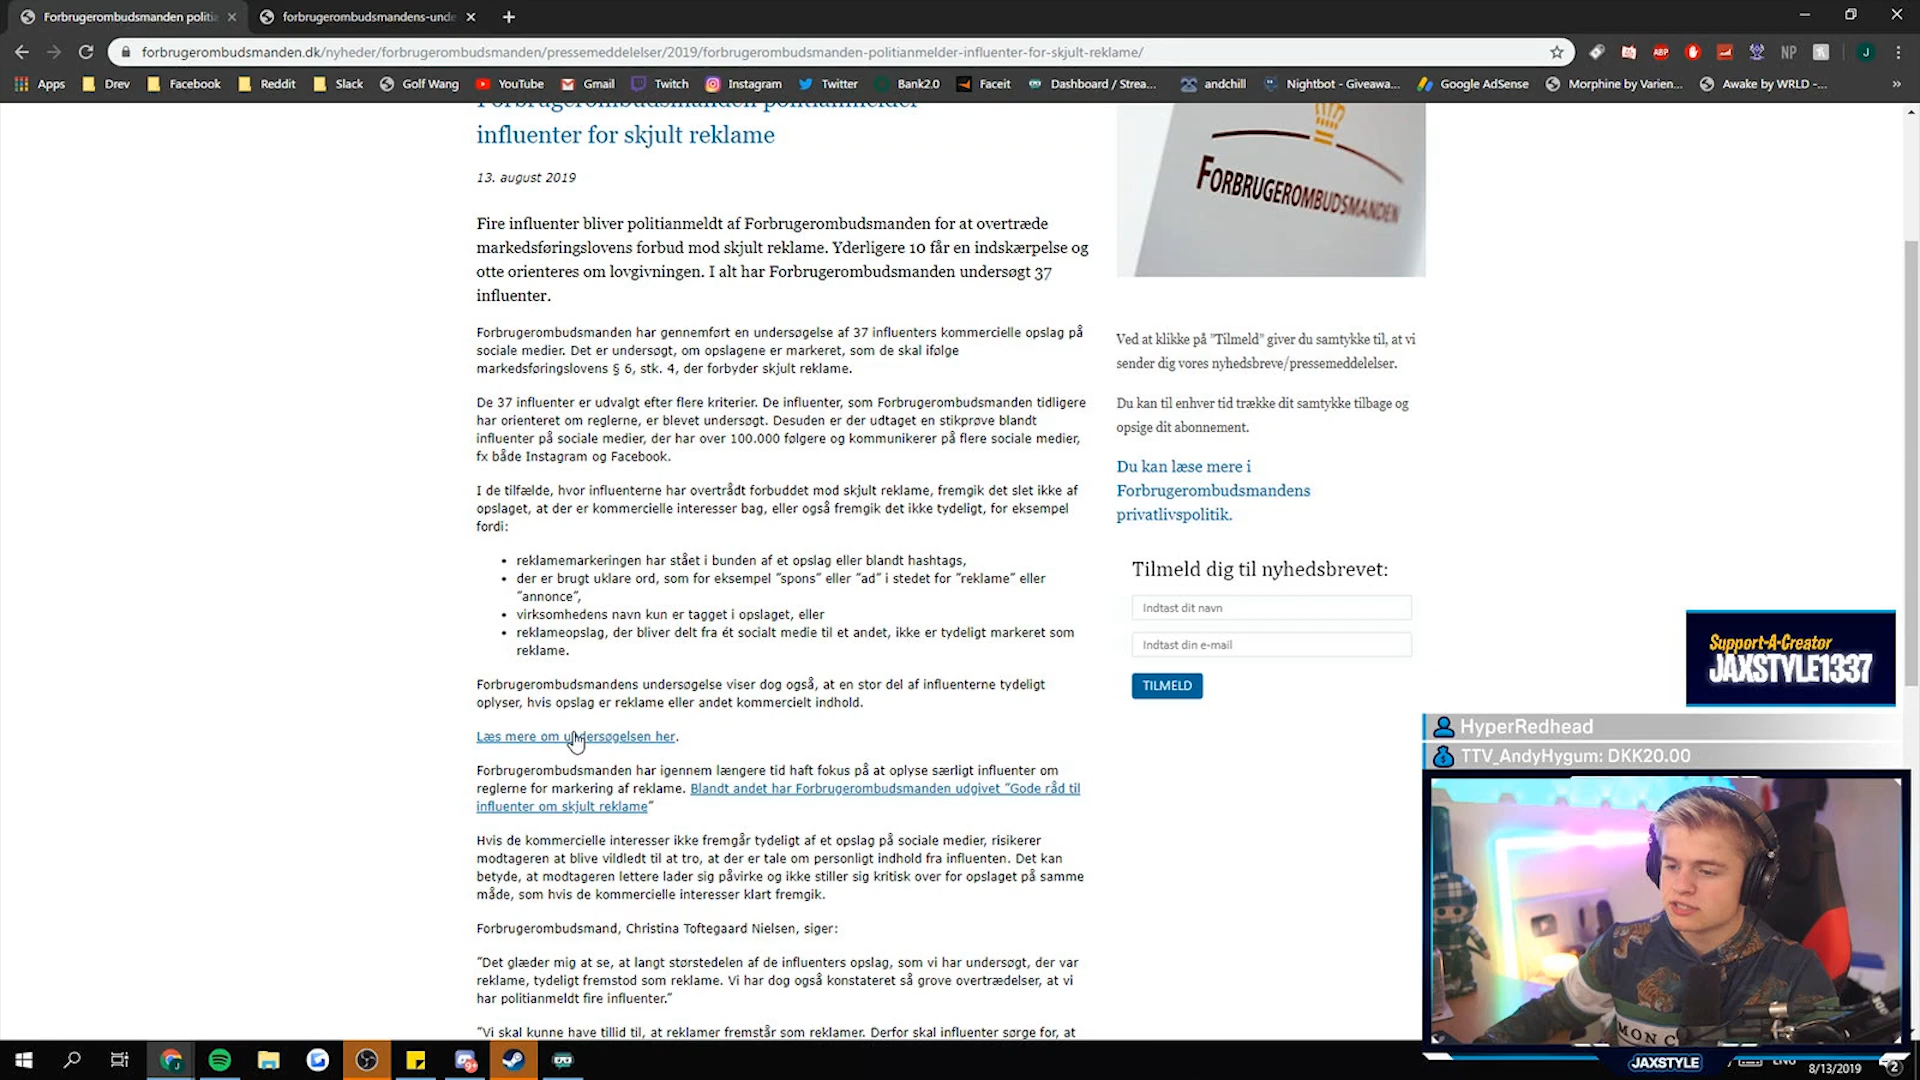 Forbrugerombudsmanden politia
forbrugerombudsmandens-unde
forbrugerombudsmanden.dk/nyheder/forbrugerombudsmanden/pressemeddelelser/2019/forbrugerombudsmanden-politianmelder-influenter-for-skjult-reklame/
ABP
NP
J
Apps
Drev
Facebook
Reddit
Slack
Golf Wang
YouTube
Gmail
Twitch
Instagram
Twitter
Bank2.0
Faceit
Dashboard / Strea...
andchill
Nightbot - Giveawa...
Google AdSense
Morphine by Varien...
Awake by WRLD -...
»
Forbrugerombudsmanden politianmelder
influenter for skjult reklame
13. august 2019
Fire influenter bliver politianmeldt af Forbrugerombudsmanden for at overtræde
markedsføringslovens forbud mod skjult reklame. Yderligere 10 får en indskærpelse og
otte orienteres om lovgivningen. I alt har Forbrugerombudsmanden undersøgt 37
influenter.
Forbrugerombudsmanden har gennemført en undersøgelse af 37 influenters kommercielle opslag på
sociale medier. Det er undersøgt, om opslagene er markeret, som de skal ifølge
markedsføringslovens § 6, stk. 4, der forbyder skjult reklame.
De 37 influenter er udvalgt efter flere kriterier. De influenter, som Forbrugerombudsmanden tidligere
har orienteret om reglerne, er blevet undersøgt. Desuden er der udtaget en stikprøve blandt
influenter på sociale medier, der har over 100.000 følgere og kommunikerer på flere sociale medier,
fx både Instagram og Facebook.
I de tilfælde, hvor influenterne har overtrådt forbuddet mod skjult reklame, fremgik det slet ikke af
opslaget, at der er kommercielle interesser bag, eller også fremgik det ikke tydeligt, for eksempel
fordi:
• reklamemarkeringen har stået i bunden af et opslag eller blandt hashtags,
• der er brugt uklare ord, som for eksempel ”spons” eller ”ad” i stedet for ”reklame” eller
”annonce”,
• virksomhedens navn kun er tagget i opslaget, eller
• reklameopslag, der bliver delt fra ét socialt medie til et andet, ikke er tydeligt markeret som
reklame.
Forbrugerombudsmandens undersøgelse viser dog også, at en stor del af influenterne tydeligt
oplyser, hvis opslag er reklame eller andet kommercielt indhold.
Læs mere om undersøgelsen her.
Forbrugerombudsmanden har igennem længere tid haft fokus på at oplyse særligt influenter om
reglerne for markering af reklame. Blandt andet har Forbrugerombudsmanden udgivet ”Gode råd til
influenter om skjult reklame”
Hvis de kommercielle interesser ikke fremgår tydeligt af et opslag på sociale medier, risikerer
modtageren at blive vildledt til at tro, at der er tale om personligt indhold fra influenten. Det kan
betyde, at modtageren lettere lader sig påvirke og ikke stiller sig kritisk over for opslaget på samme
måde, som hvis de kommercielle interesser klart fremgik.
Forbrugerombudsmand, Christina Toftegaard Nielsen, siger:
”Det glæder mig at se, at langt størstedelen af de influenters opslag, som vi har undersøgt, der var
reklame, tydeligt fremstod som reklame. Vi har dog også konstateret så grove overtrædelser, at vi
har politianmeldt fire influenter.”
”Vi skal kunne have tillid til, at reklamer fremstår som reklamer. Derfor skal influenter sørge for, at
FORBRUGEROMBUDSMANDEN
Ved at klikke på ”Tilmeld” giver du samtykke til, at vi
sender dig vores nyhedsbreve/pressemeddelelser.
Du kan til enhver tid trække dit samtykke tilbage og
opsige dit abonnement.
Du kan læse mere i
Forbrugerombudsmandens
privatlivspolitik.
Tilmeld dig til nyhedsbrevet:
Indtast dit navn
Indtast din e-mail
TILMELD
Support-A-Creator
JAXSTYLE1337
HyperRedhead
TTV_AndyHygum: DKK20.00
JAXSTYLE
ENG
8/13/2019
2